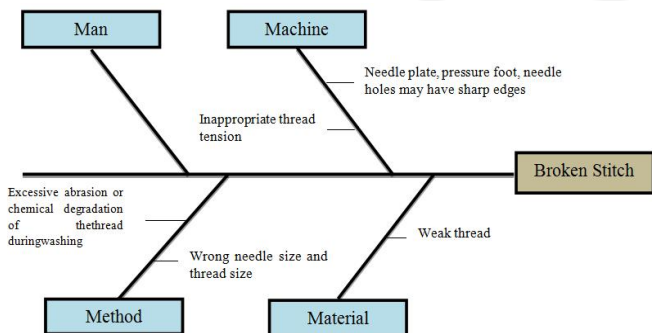 Man
Machine
Needle plate, pressure foot, needle
holes may have sharp edges
Inappropriate thread
tension
Broken Stitch
Excessive abrasion or
chemical degradation
of thethread
duringwashing
Weak thread
Wrong needle size and
thread size
Method
Material